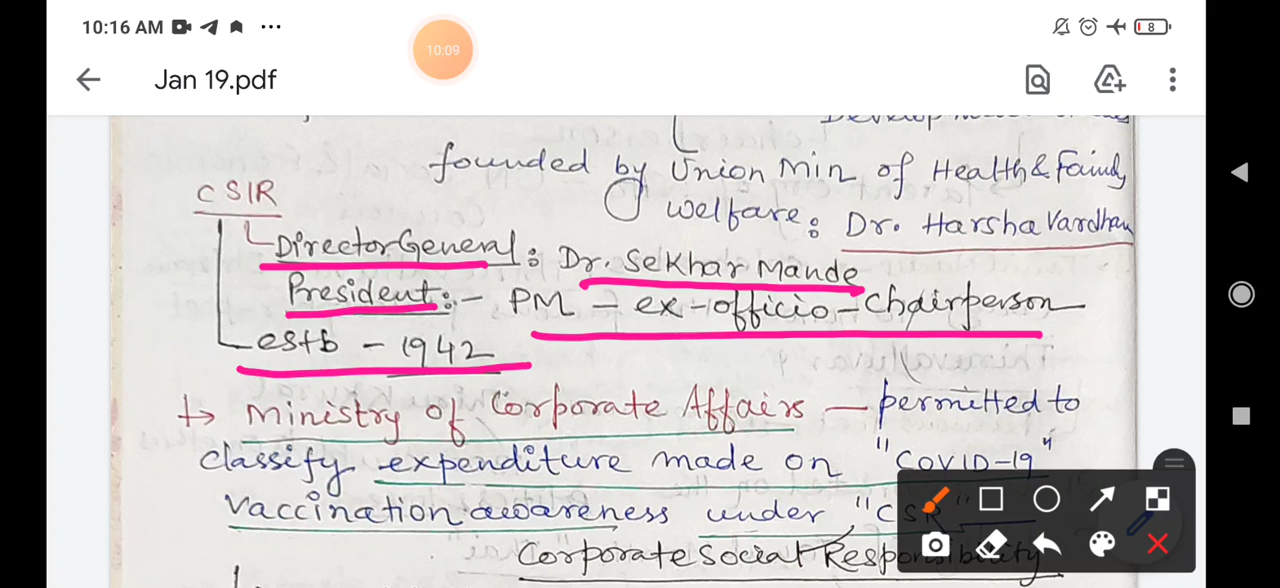 10:16 AM
10:09
8
Jan 19.pdf
founded by Union Min of Health & Family
welfare: Dr. Harsha Vardhan
CSIR
Director General: Dr. Sekhar Mande
President:- PM - ex-officio-chairperson
estb - 1942
↳ Ministry of Corporate Affairs - permitted to
classify expenditure made on "COVID-19"
vaccination awareness under "CSR"
Corporate Social Responsibility